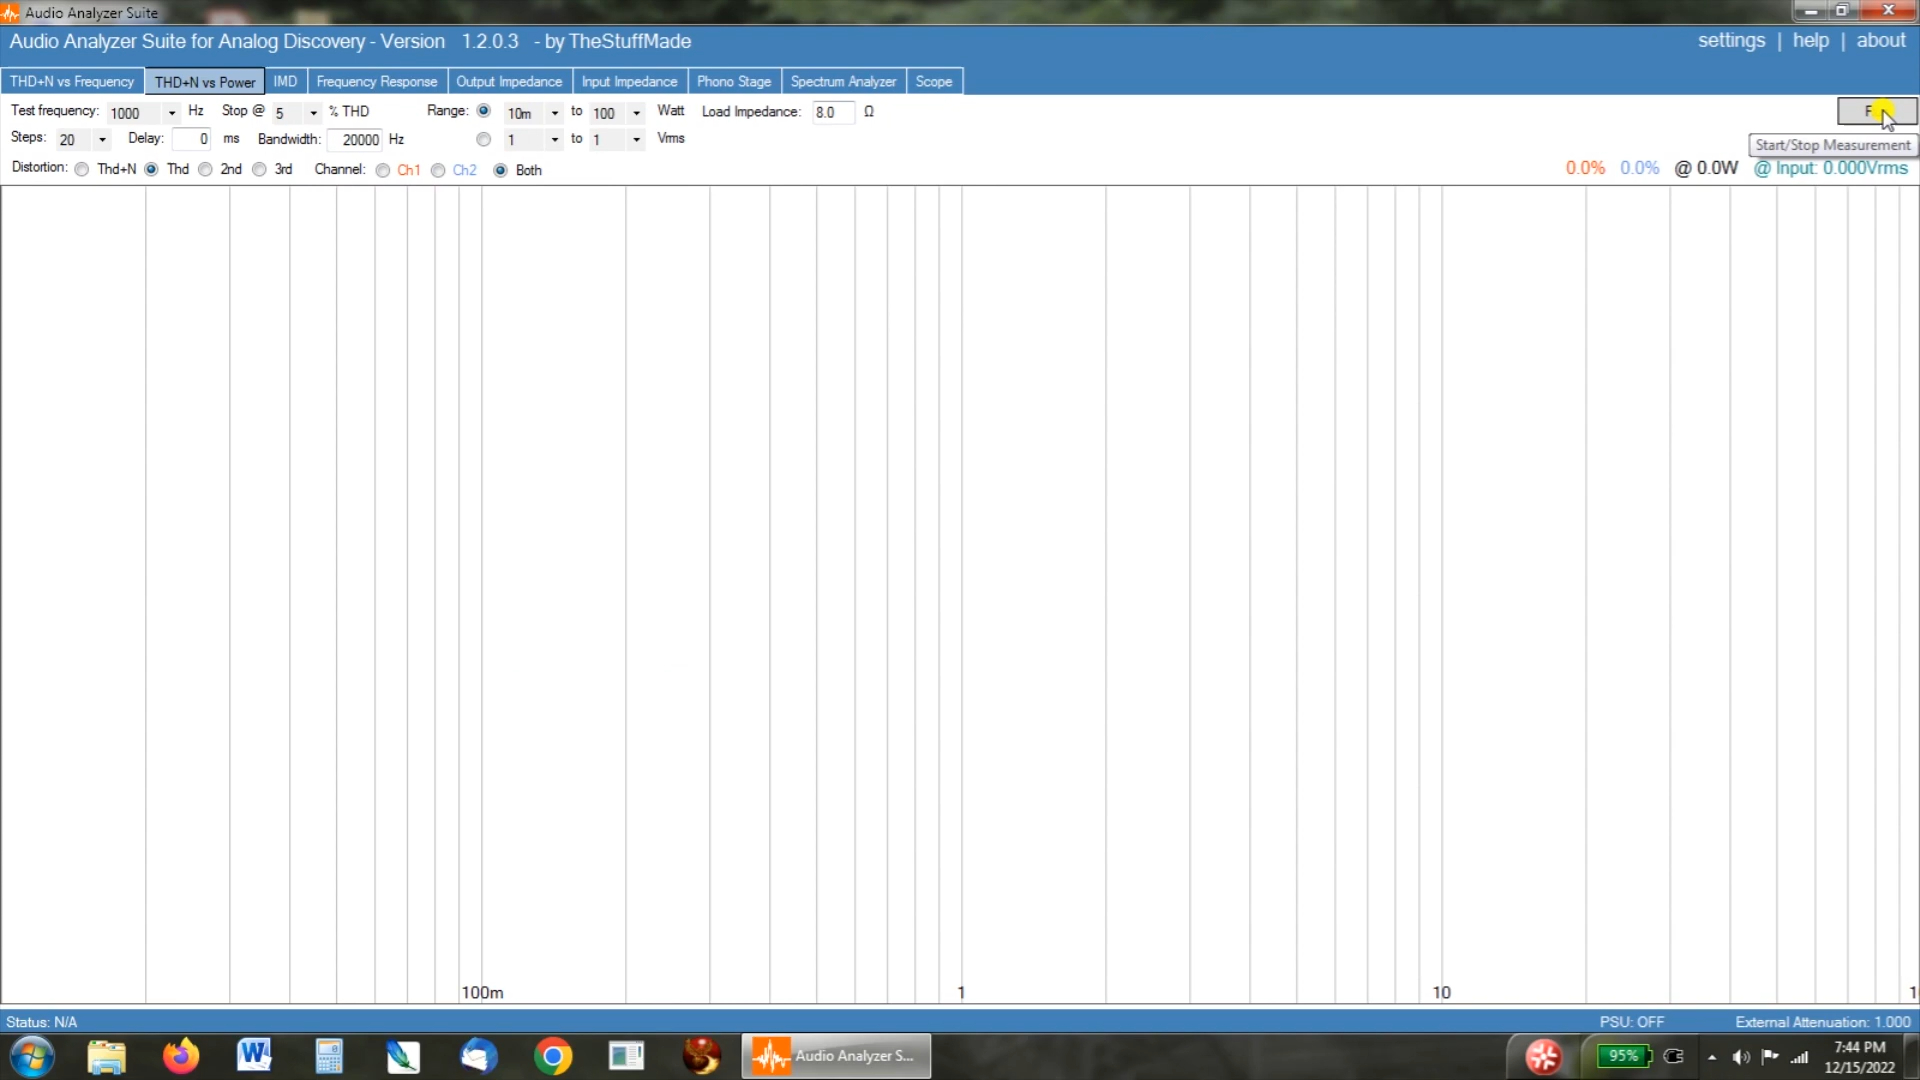 Audio Analyzer Suite
Audio Analyzer Suite for Analog Discovery - Version 1.2.0.3 - by TheStuffMade
settings | help | about
THD+N vs Frequency THD+N vs Power IMD Frequency Response Output Impedance Input Impedance Phono Stage Spectrum Analyzer Scope
Test frequency: 1000 Hz Stop @ 5 % THD Range: 10m to 100 Watt Load Impedance: 8.0 Ω
Steps: 20 Delay: 0 ms Bandwidth: 20000 Hz 1 to 1 Vrms
Start/Stop Measurement
Distortion: Thd+N Thd 2nd 3rd Channel: Ch1 Ch2 Both
0.0% 0.0% @ 0.0W @ Input: 0.000Vrms
100m 1 10
Status: N/A PSU: OFF External Attenuation: 1.000
Audio Analyzer S...
95%
7:44 PM
12/15/2022